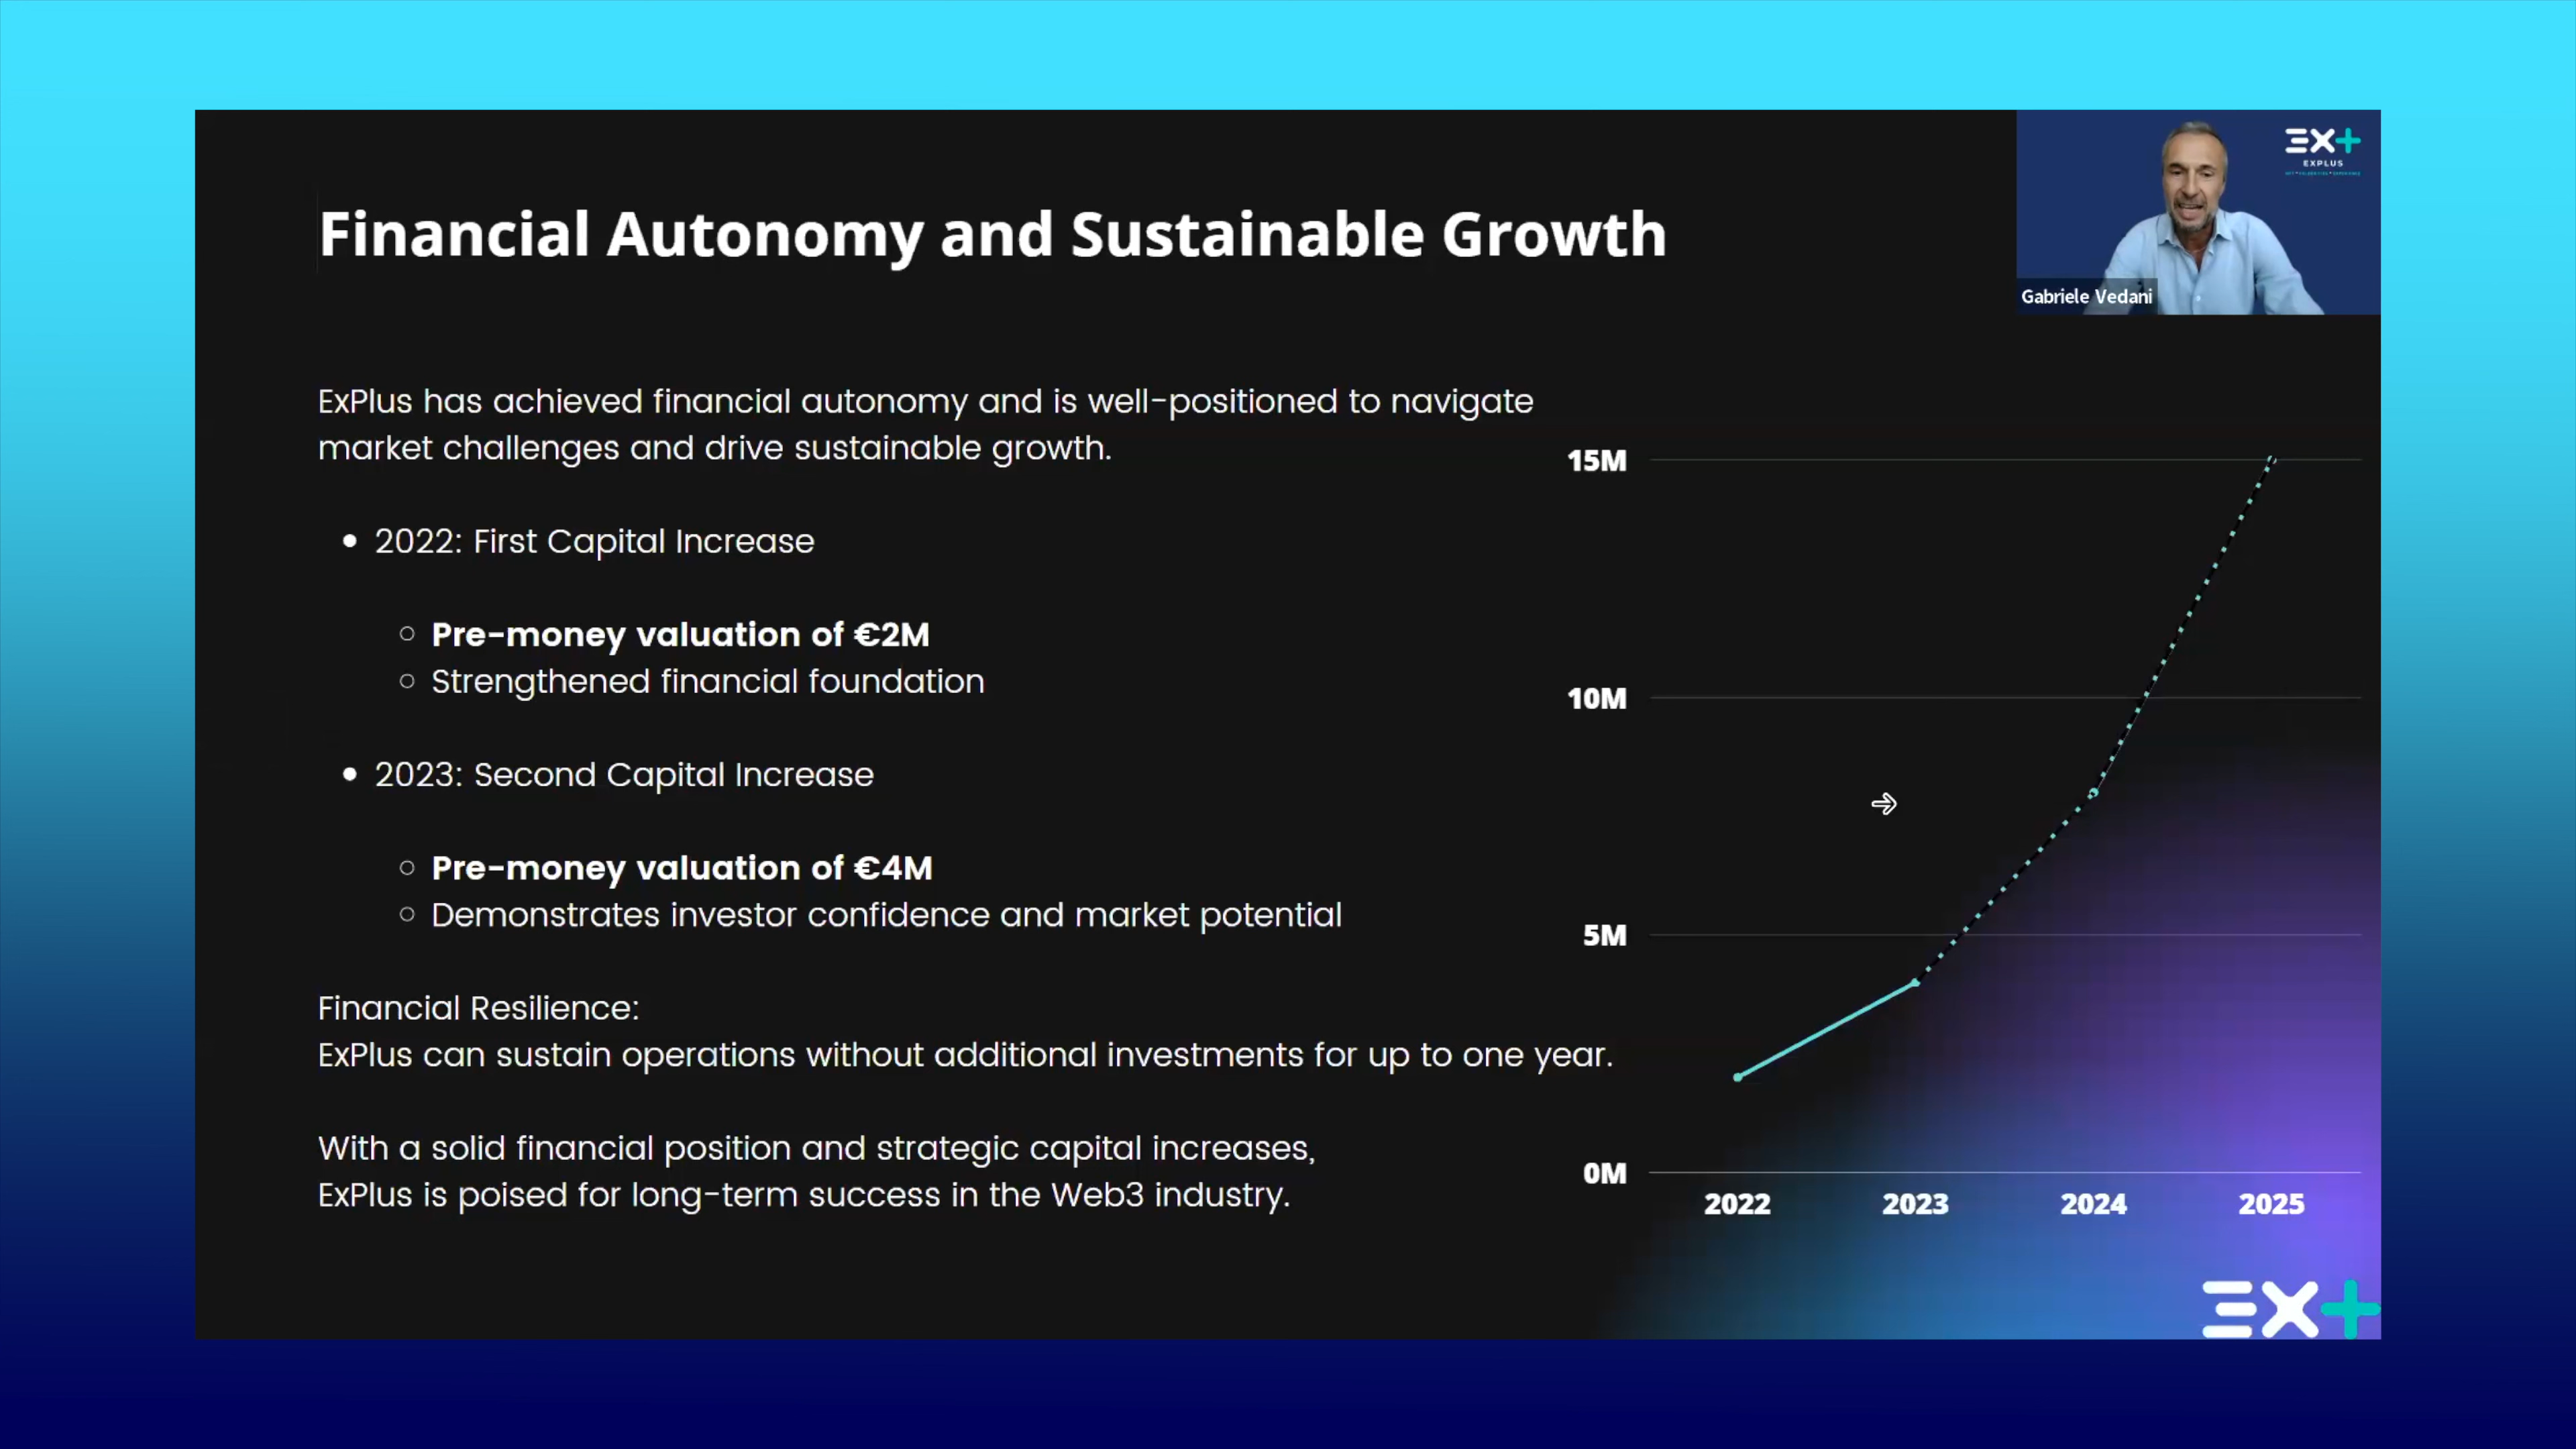 EX+
EXPLUS
Gabriele Vedani
Financial Autonomy and Sustainable Growth
ExPlus has achieved financial autonomy and is well-positioned to navigate
market challenges and drive sustainable growth.
• 2022: First Capital Increase
○ Pre-money valuation of €2M
○ Strengthened financial foundation
• 2023: Second Capital Increase
○ Pre-money valuation of €4M
○ Demonstrates investor confidence and market potential
Financial Resilience:
ExPlus can sustain operations without additional investments for up to one year.
With a solid financial position and strategic capital increases,
ExPlus is poised for long-term success in the Web3 industry.
15M
10M
5M
0M
2022 2023 2024 2025
EX+